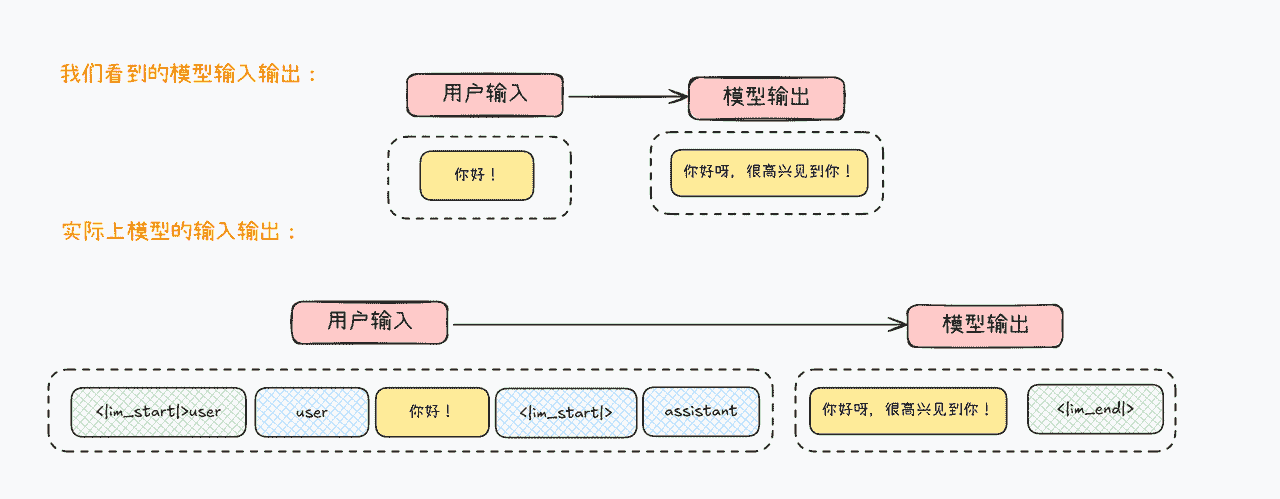 我们看到的模型输入输出：
用户输入
模型输出
你好！
你好呀，很高兴见到你！
实际上模型的输入输出：
用户输入
模型输出
<|im_start|>user
user
你好！
<|im_start|>
assistant
你好呀，很高兴见到你！
<|im_end|>